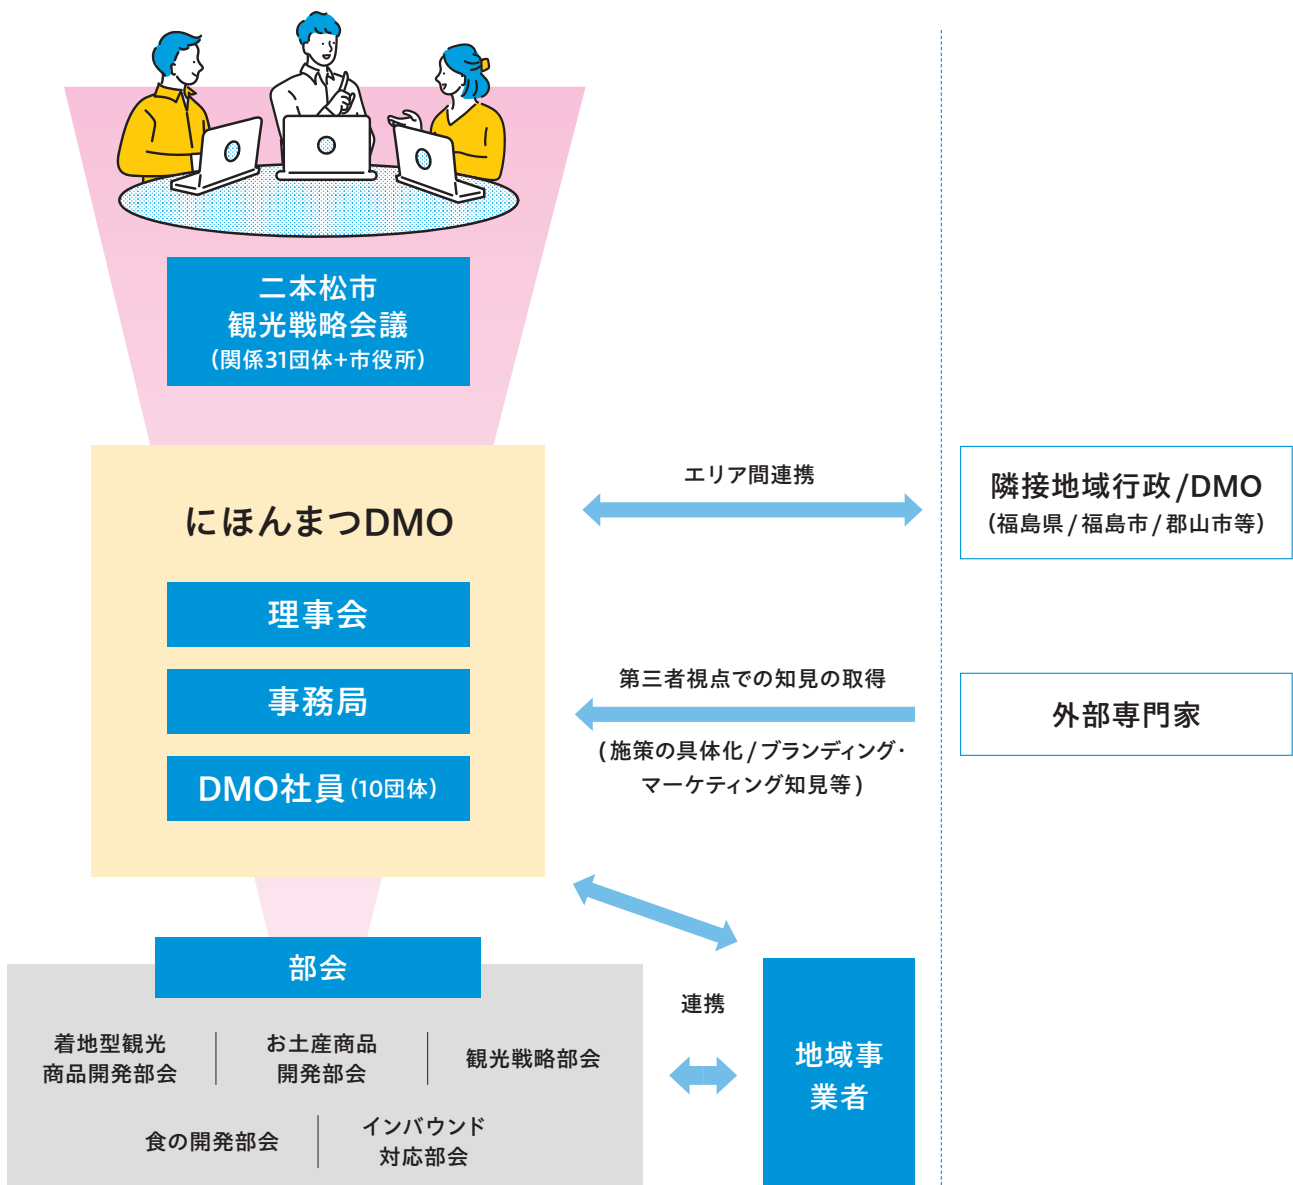 二本松市
観光戦略会議
(関係31団体+市役所)
にほんまつDMO
理事会
事務局
DMO社員(10団体)
エリア間連携
隣接地域行政/DMO
(福島県/福島市/郡山市等)
第三者視点での知見の取得
(施策の具体化/ブランディング・
マーケティング知見等)
外部専門家
部会
着地型観光
商品開発部会
お土産商品
開発部会
観光戦略部会
食の開発部会
インバウンド
対応部会
連携
地域事
業者